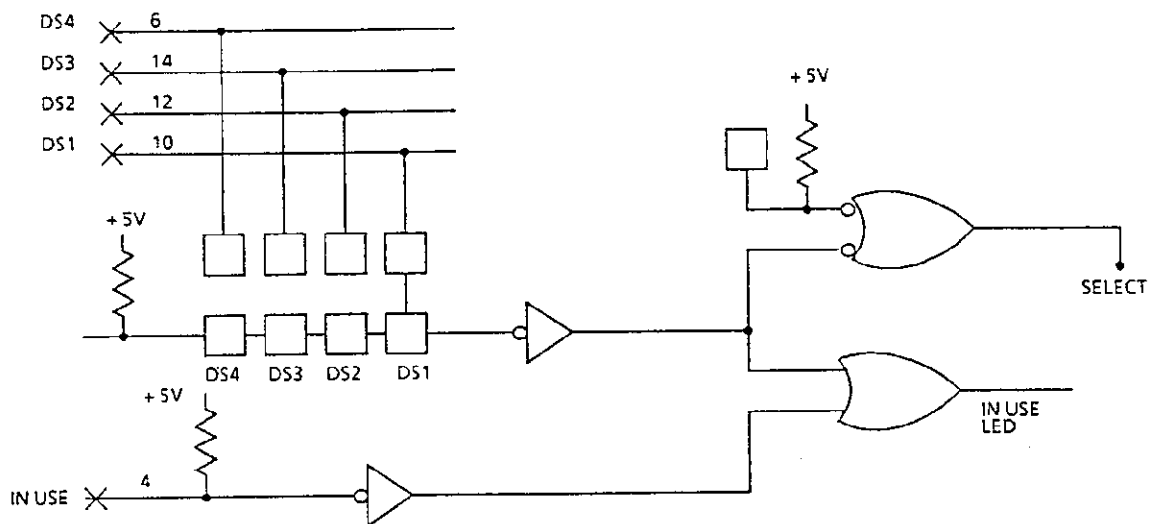 DS4 6
DS3 14
DS2 12
DS1 10
+ 5V
+ 5V
SELECT
DS4 DS3 DS2 DS1
+ 5V
IN USE
LED
IN USE 4